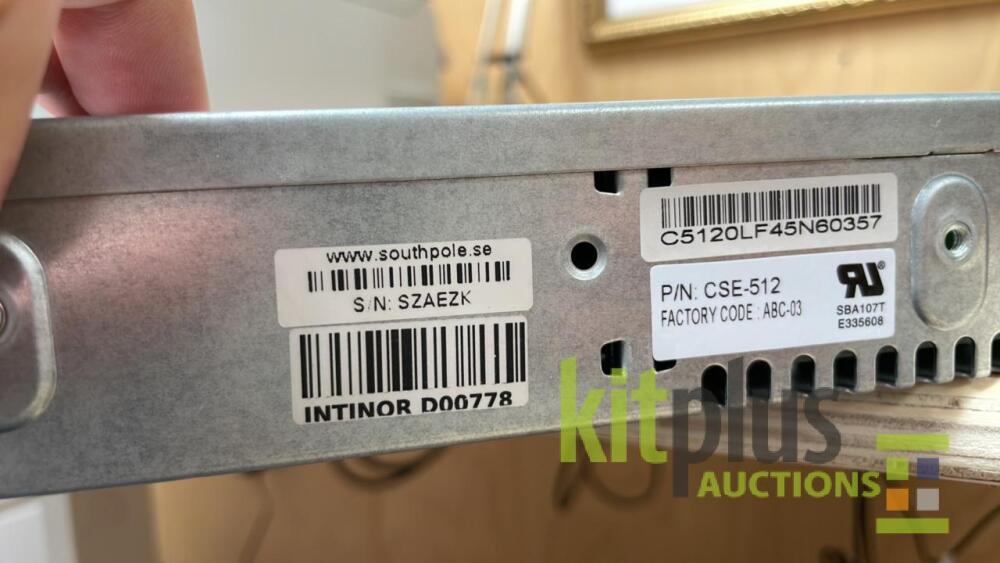 www.southpole.se
S/N: SZAEZK
INTINOR D00778
C5120LF45N60357
P/N: CSE-512
FACTORY CODE : ABC-03
SBA107T
E335608
kitplus
AUCTIONS